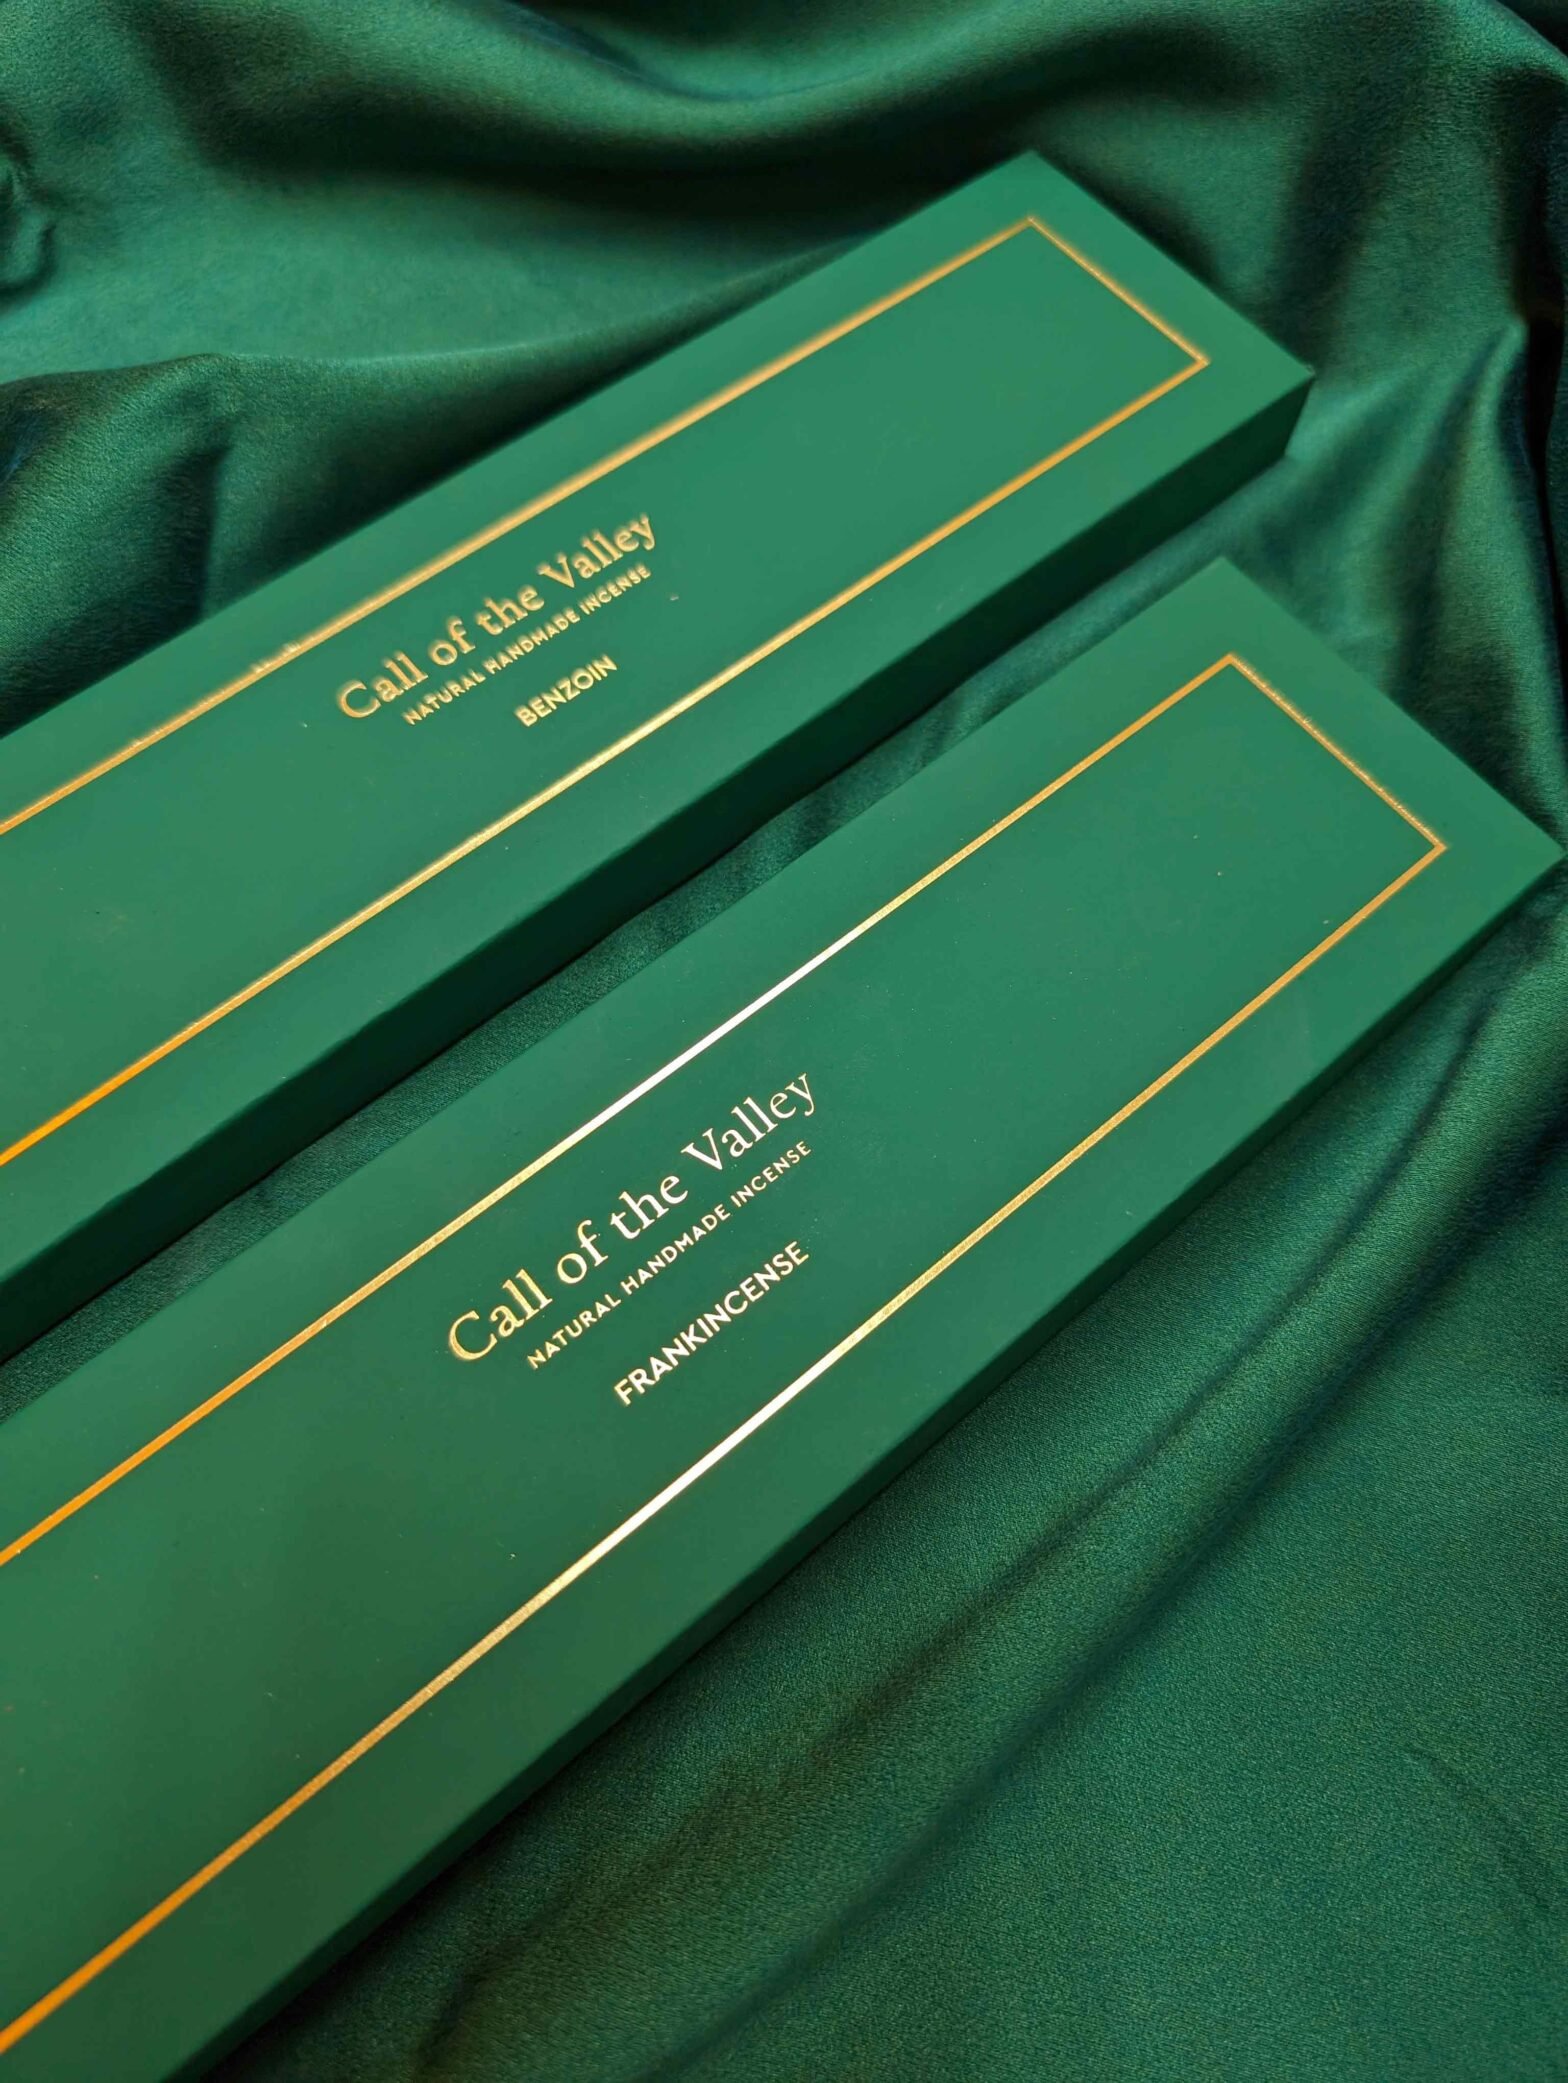 Call of the Valley
NATURAL HANDMADE INCENSE
BENZOIN
Call of the Valley
NATURAL HANDMADE INCENSE
FRANKINCENSE